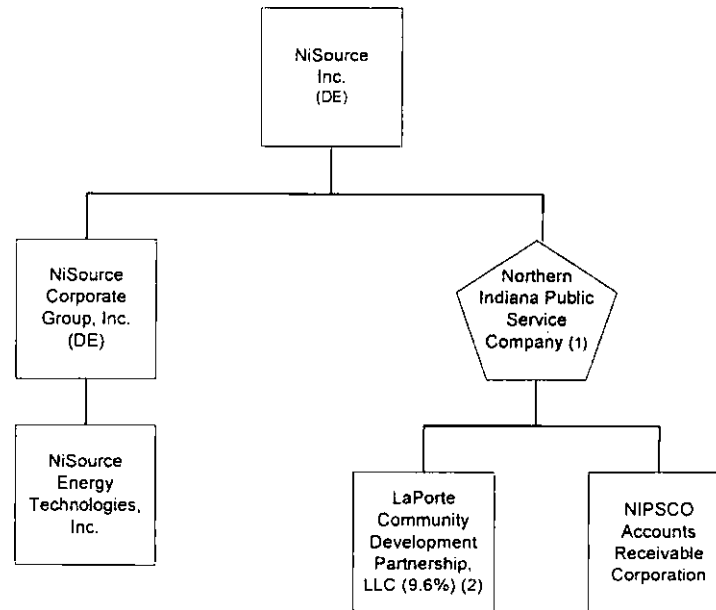 NiSource
Inc.
(DE)
NiSource
Corporate
Group, Inc.
(DE)
Northern
Indiana Public
Service
Company (1)
NiSource
Energy
Technologies,
Inc.
LaPorte
Community
Development
Partnership,
LLC (9.6%) (2)
NIPSCO
Accounts
Receivable
Corporation